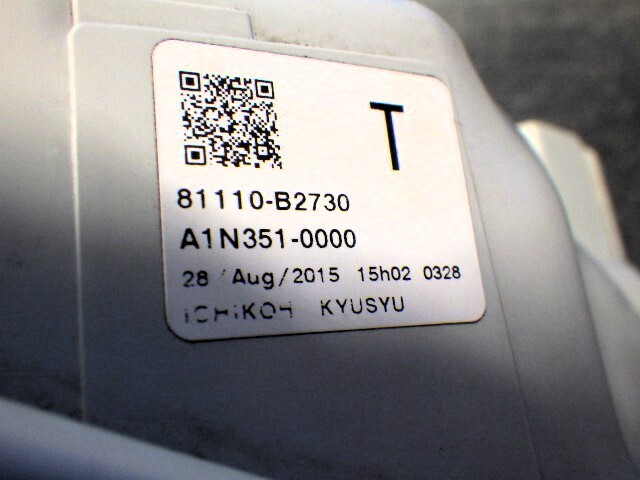 T
81110-B2730
A1N351-0000
28/Aug/2015 15h02 0328
ICHIKOH KYUSYU